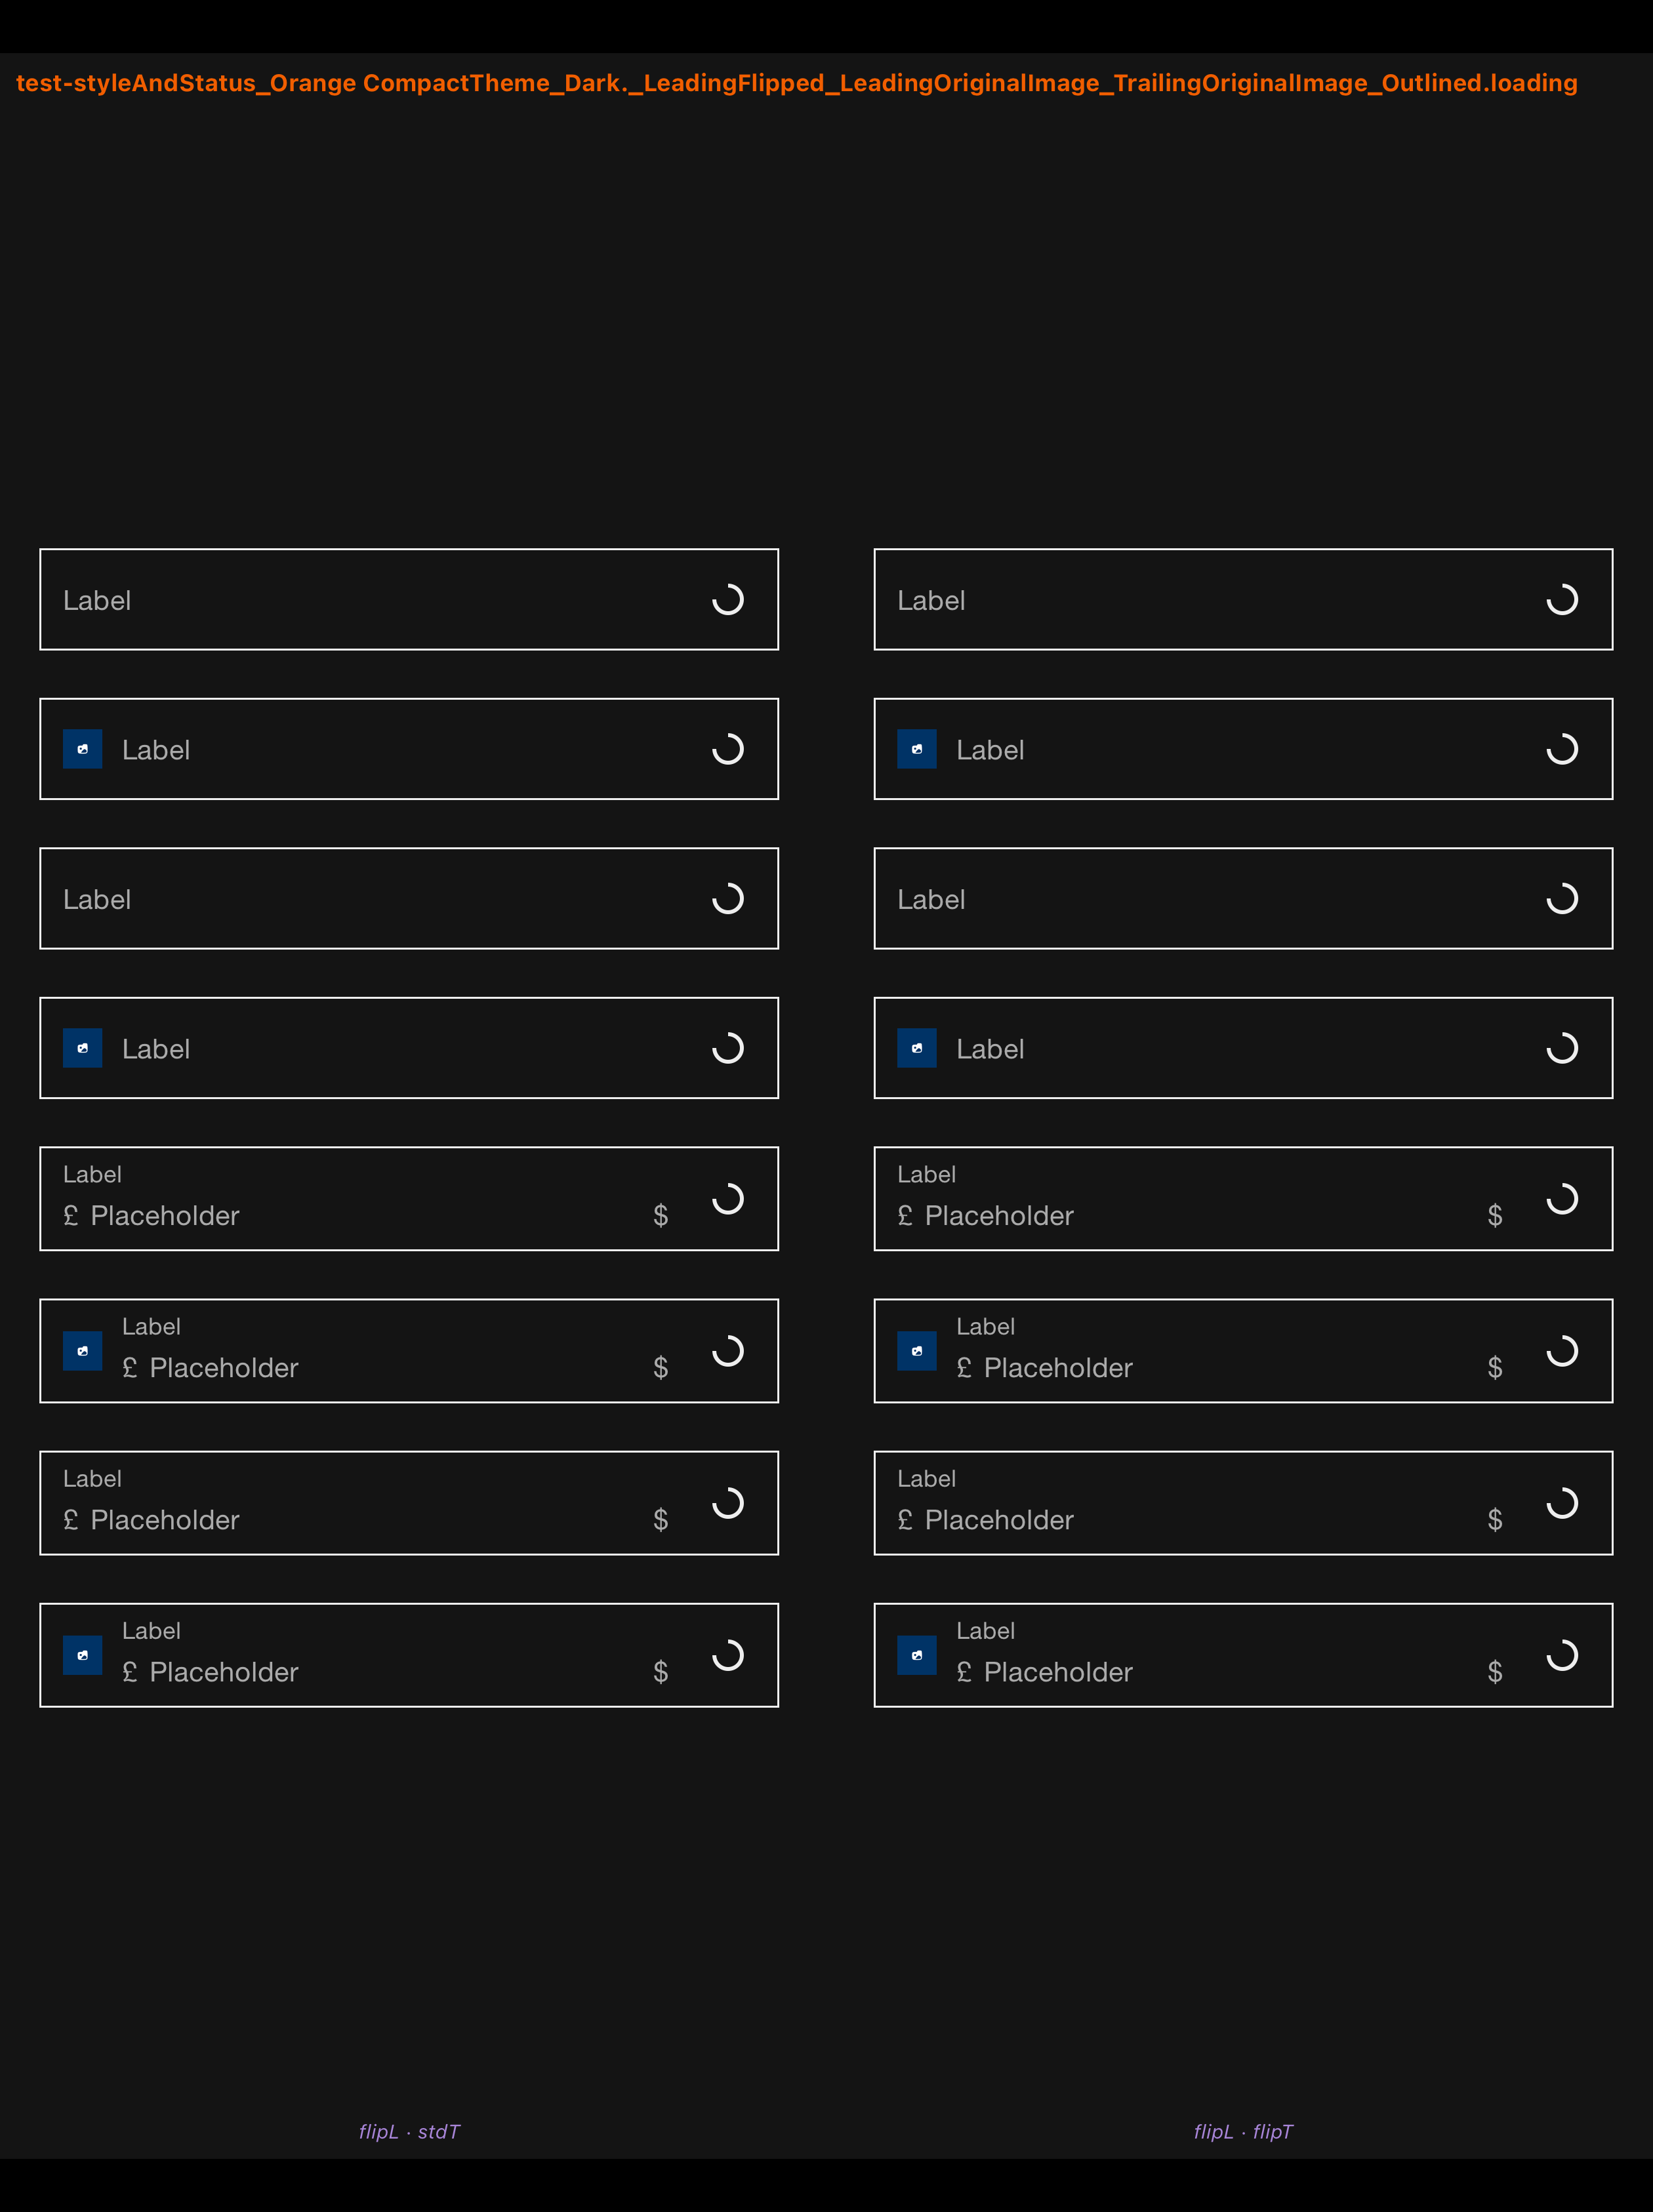 test-styleAndStatus_Orange CompactTheme_Dark._LeadingFlipped_LeadingOriginalImage_TrailingOriginalImage_Outlined.loading
Label
Label
Label
Label
Label
£ Placeholder $
Label
£ Placeholder $
Label
£ Placeholder $
Label
£ Placeholder $
flipL · stdT
Label
Label
Label
Label
Label
£ Placeholder $
Label
£ Placeholder $
Label
£ Placeholder $
Label
£ Placeholder $
flipL · flipT